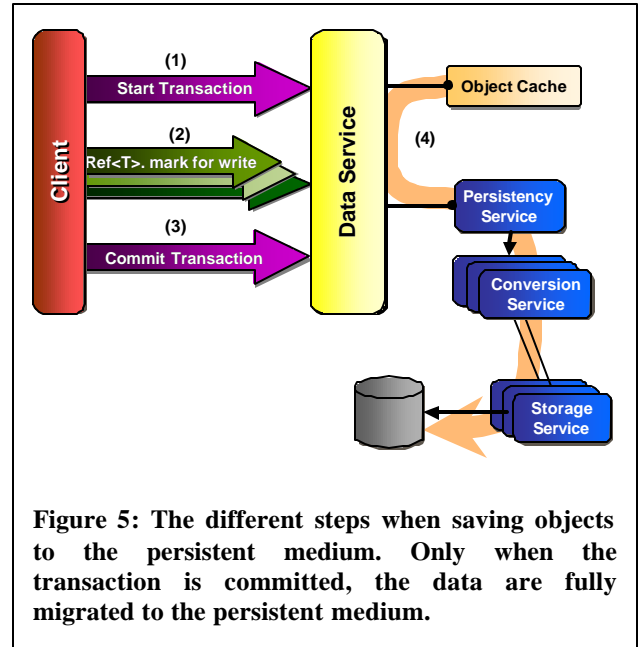 (1)
Start Transaction
(2)
Ref<T>. mark for write
(3)
Commit Transaction
Client
Data Service
(4)
Object Cache
Persistency
Service
Conversion
Service
Storage
Service
Figure 5: The different steps when saving objects
to the persistent medium. Only when the
transaction is committed, the data are fully
migrated to the persistent medium.